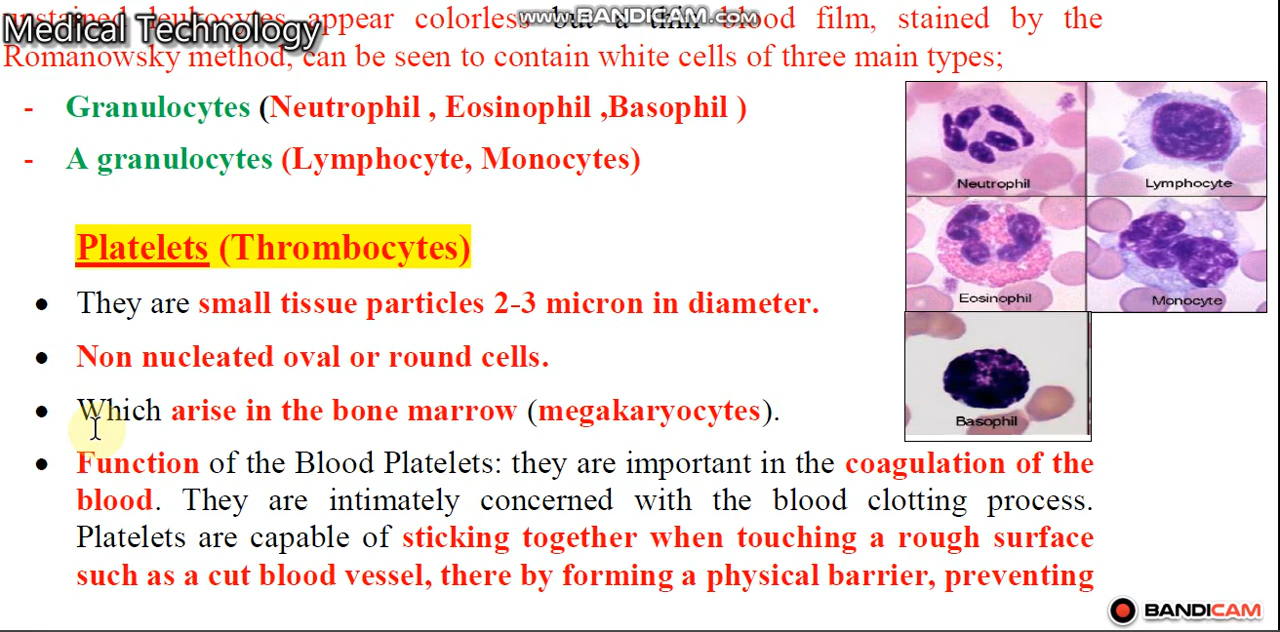 unstained leukocytes appear colorless but a thin blood film, stained by the
www.BANDICAM.com
Medical Technology
Romanowsky method, can be seen to contain white cells of three main types;
- Granulocytes (Neutrophil , Eosinophil ,Basophil )
- A granulocytes (Lymphocyte, Monocytes)
Neutrophil
Lymphocyte
Eosinophil
Monocyte
Basophil
Platelets (Thrombocytes)
• They are small tissue particles 2-3 micron in diameter.
• Non nucleated oval or round cells.
• Which arise in the bone marrow (megakaryocytes).
• Function of the Blood Platelets: they are important in the coagulation of the
blood. They are intimately concerned with the blood clotting process.
Platelets are capable of sticking together when touching a rough surface
such as a cut blood vessel, there by forming a physical barrier, preventing
BANDICAM